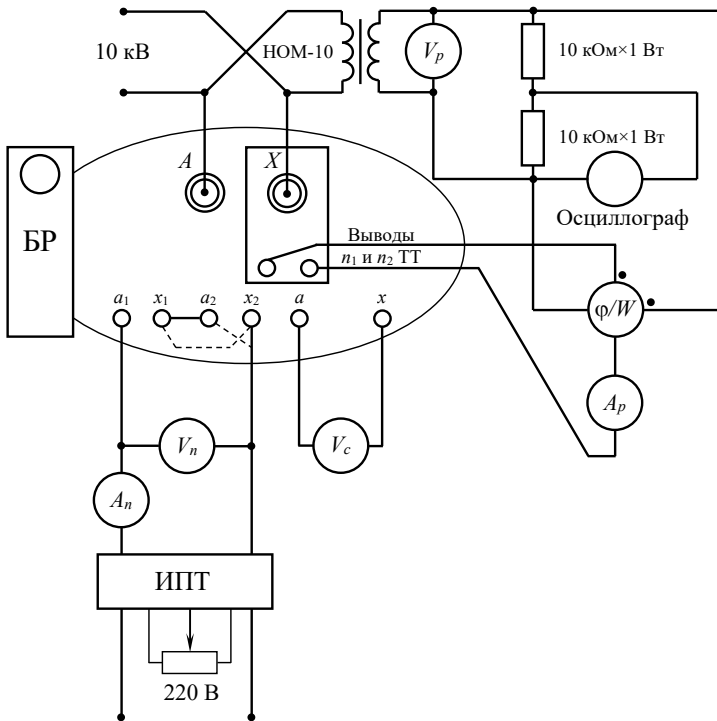 10 кВ
НОМ-10
Vp
10 кОм×1 Вт
10 кОм×1 Вт
A
X
Осциллограф
БР
Выводы
n1 и n2 ТТ
a1 x1 a2 x2 a x
φ/W
Ap
Vn
Vc
An
ИПТ
220 В